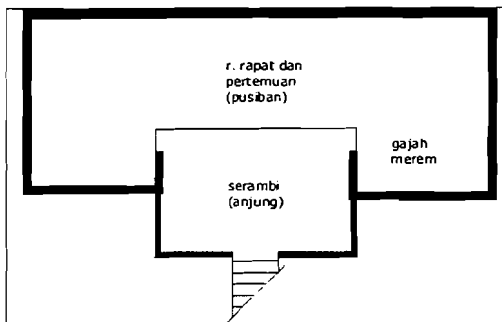 r. rapat dan
pertemuan
(pusiban)
gajah
merem
serambi
(anjung)